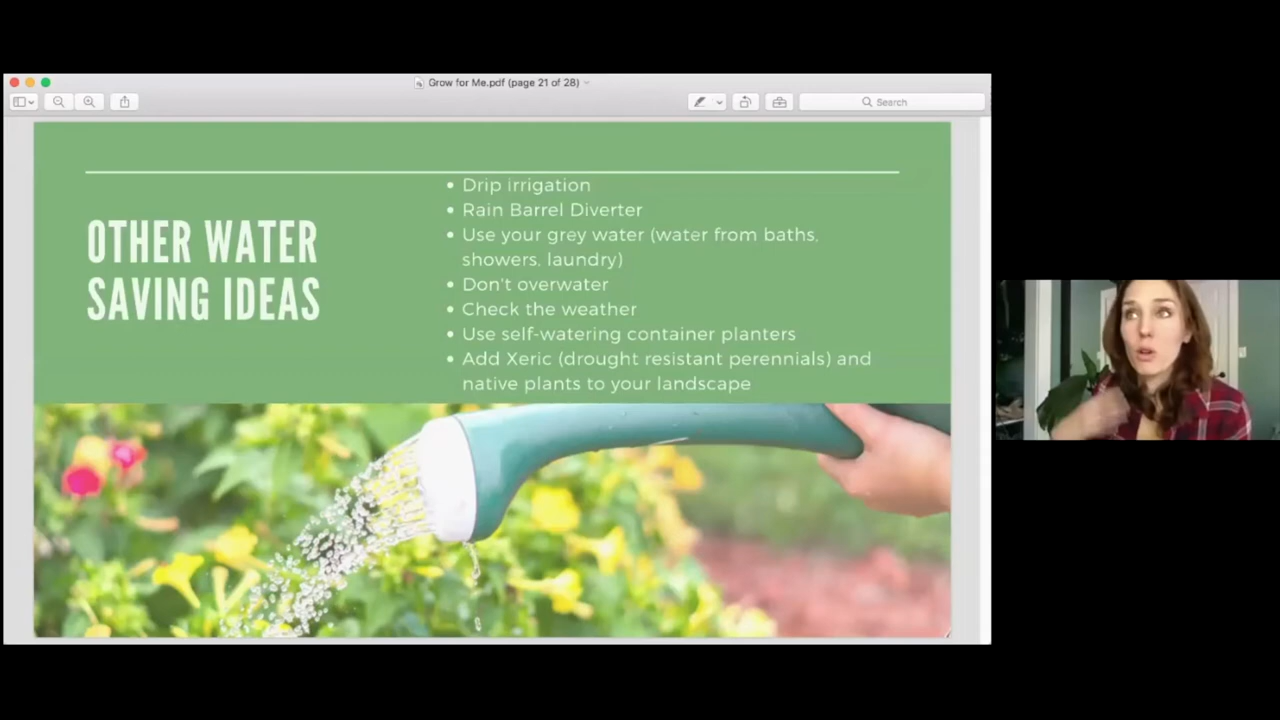 Grow for Me.pdf (page 21 of 28)
Search
OTHER WATER
SAVING IDEAS
• Drip irrigation
• Rain Barrel Diverter
• Use your grey water (water from baths,
showers, laundry)
• Don't overwater
• Check the weather
• Use self-watering container planters
• Add Xeric (drought resistant perennials) and
native plants to your landscape